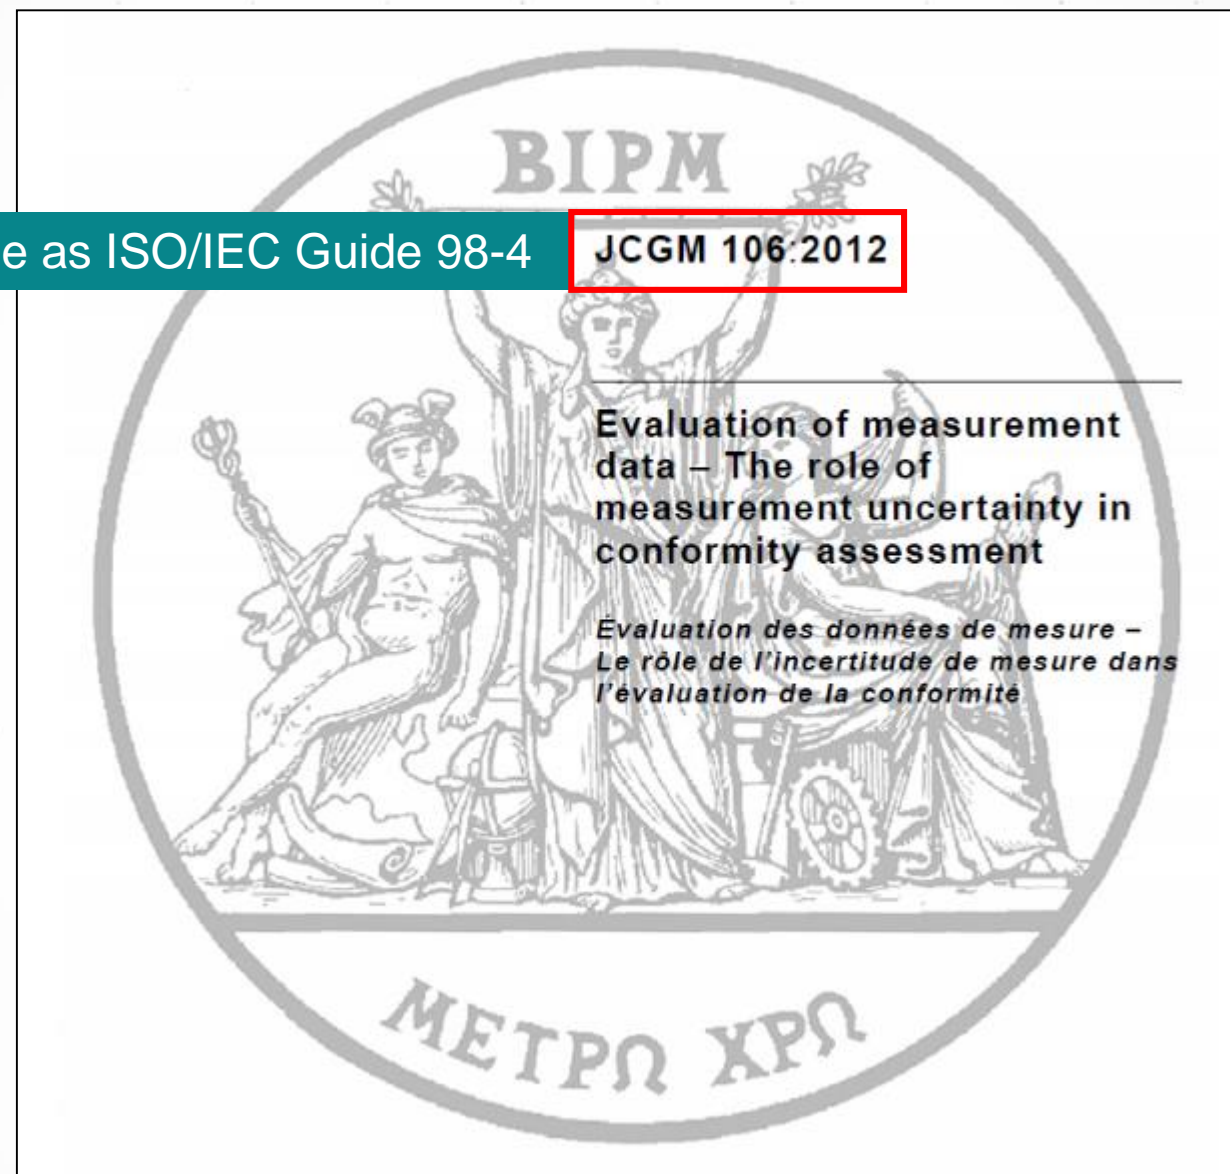 BIPM
e as ISO/IEC Guide 98-4
JCGM 106:2012
Evaluation of measurement
data – The role of
measurement uncertainty in
conformity assessment
Évaluation des données de mesure –
Le rôle de l'incertitude de mesure dans
l'évaluation de la conformité
ΜΕΤΡΩ ΧΡΩ